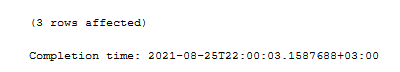 (3 rows affected)
Completion time: 2021-08-25T22:00:03.1587688+03:00